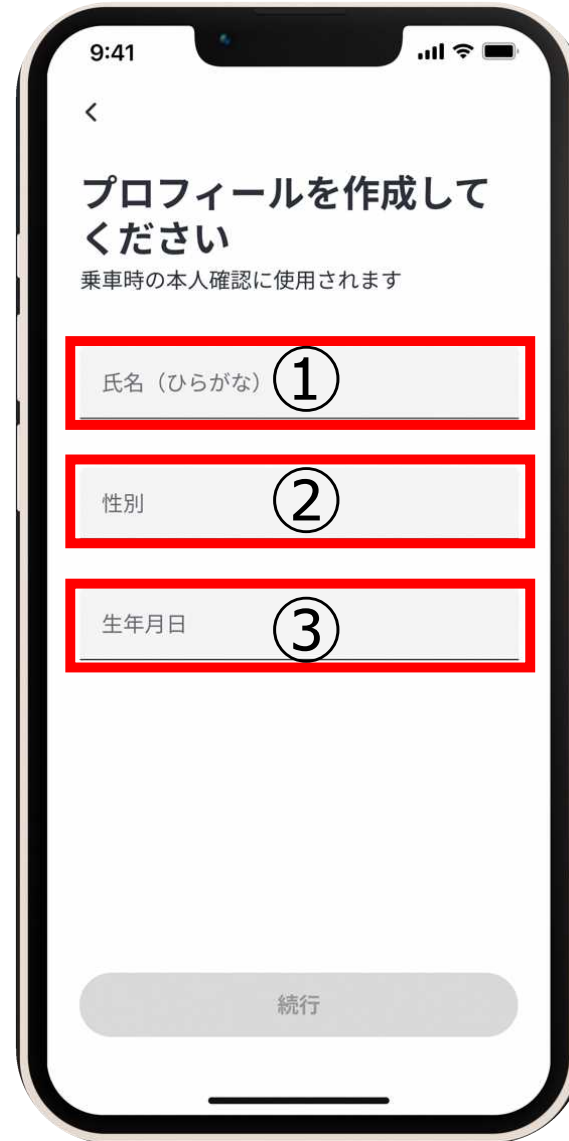 9:41
プロフィールを作成して
ください
乗車時の本人確認に使用されます
氏名（ひらがな） ①
性別 ②
生年月日 ③
続行